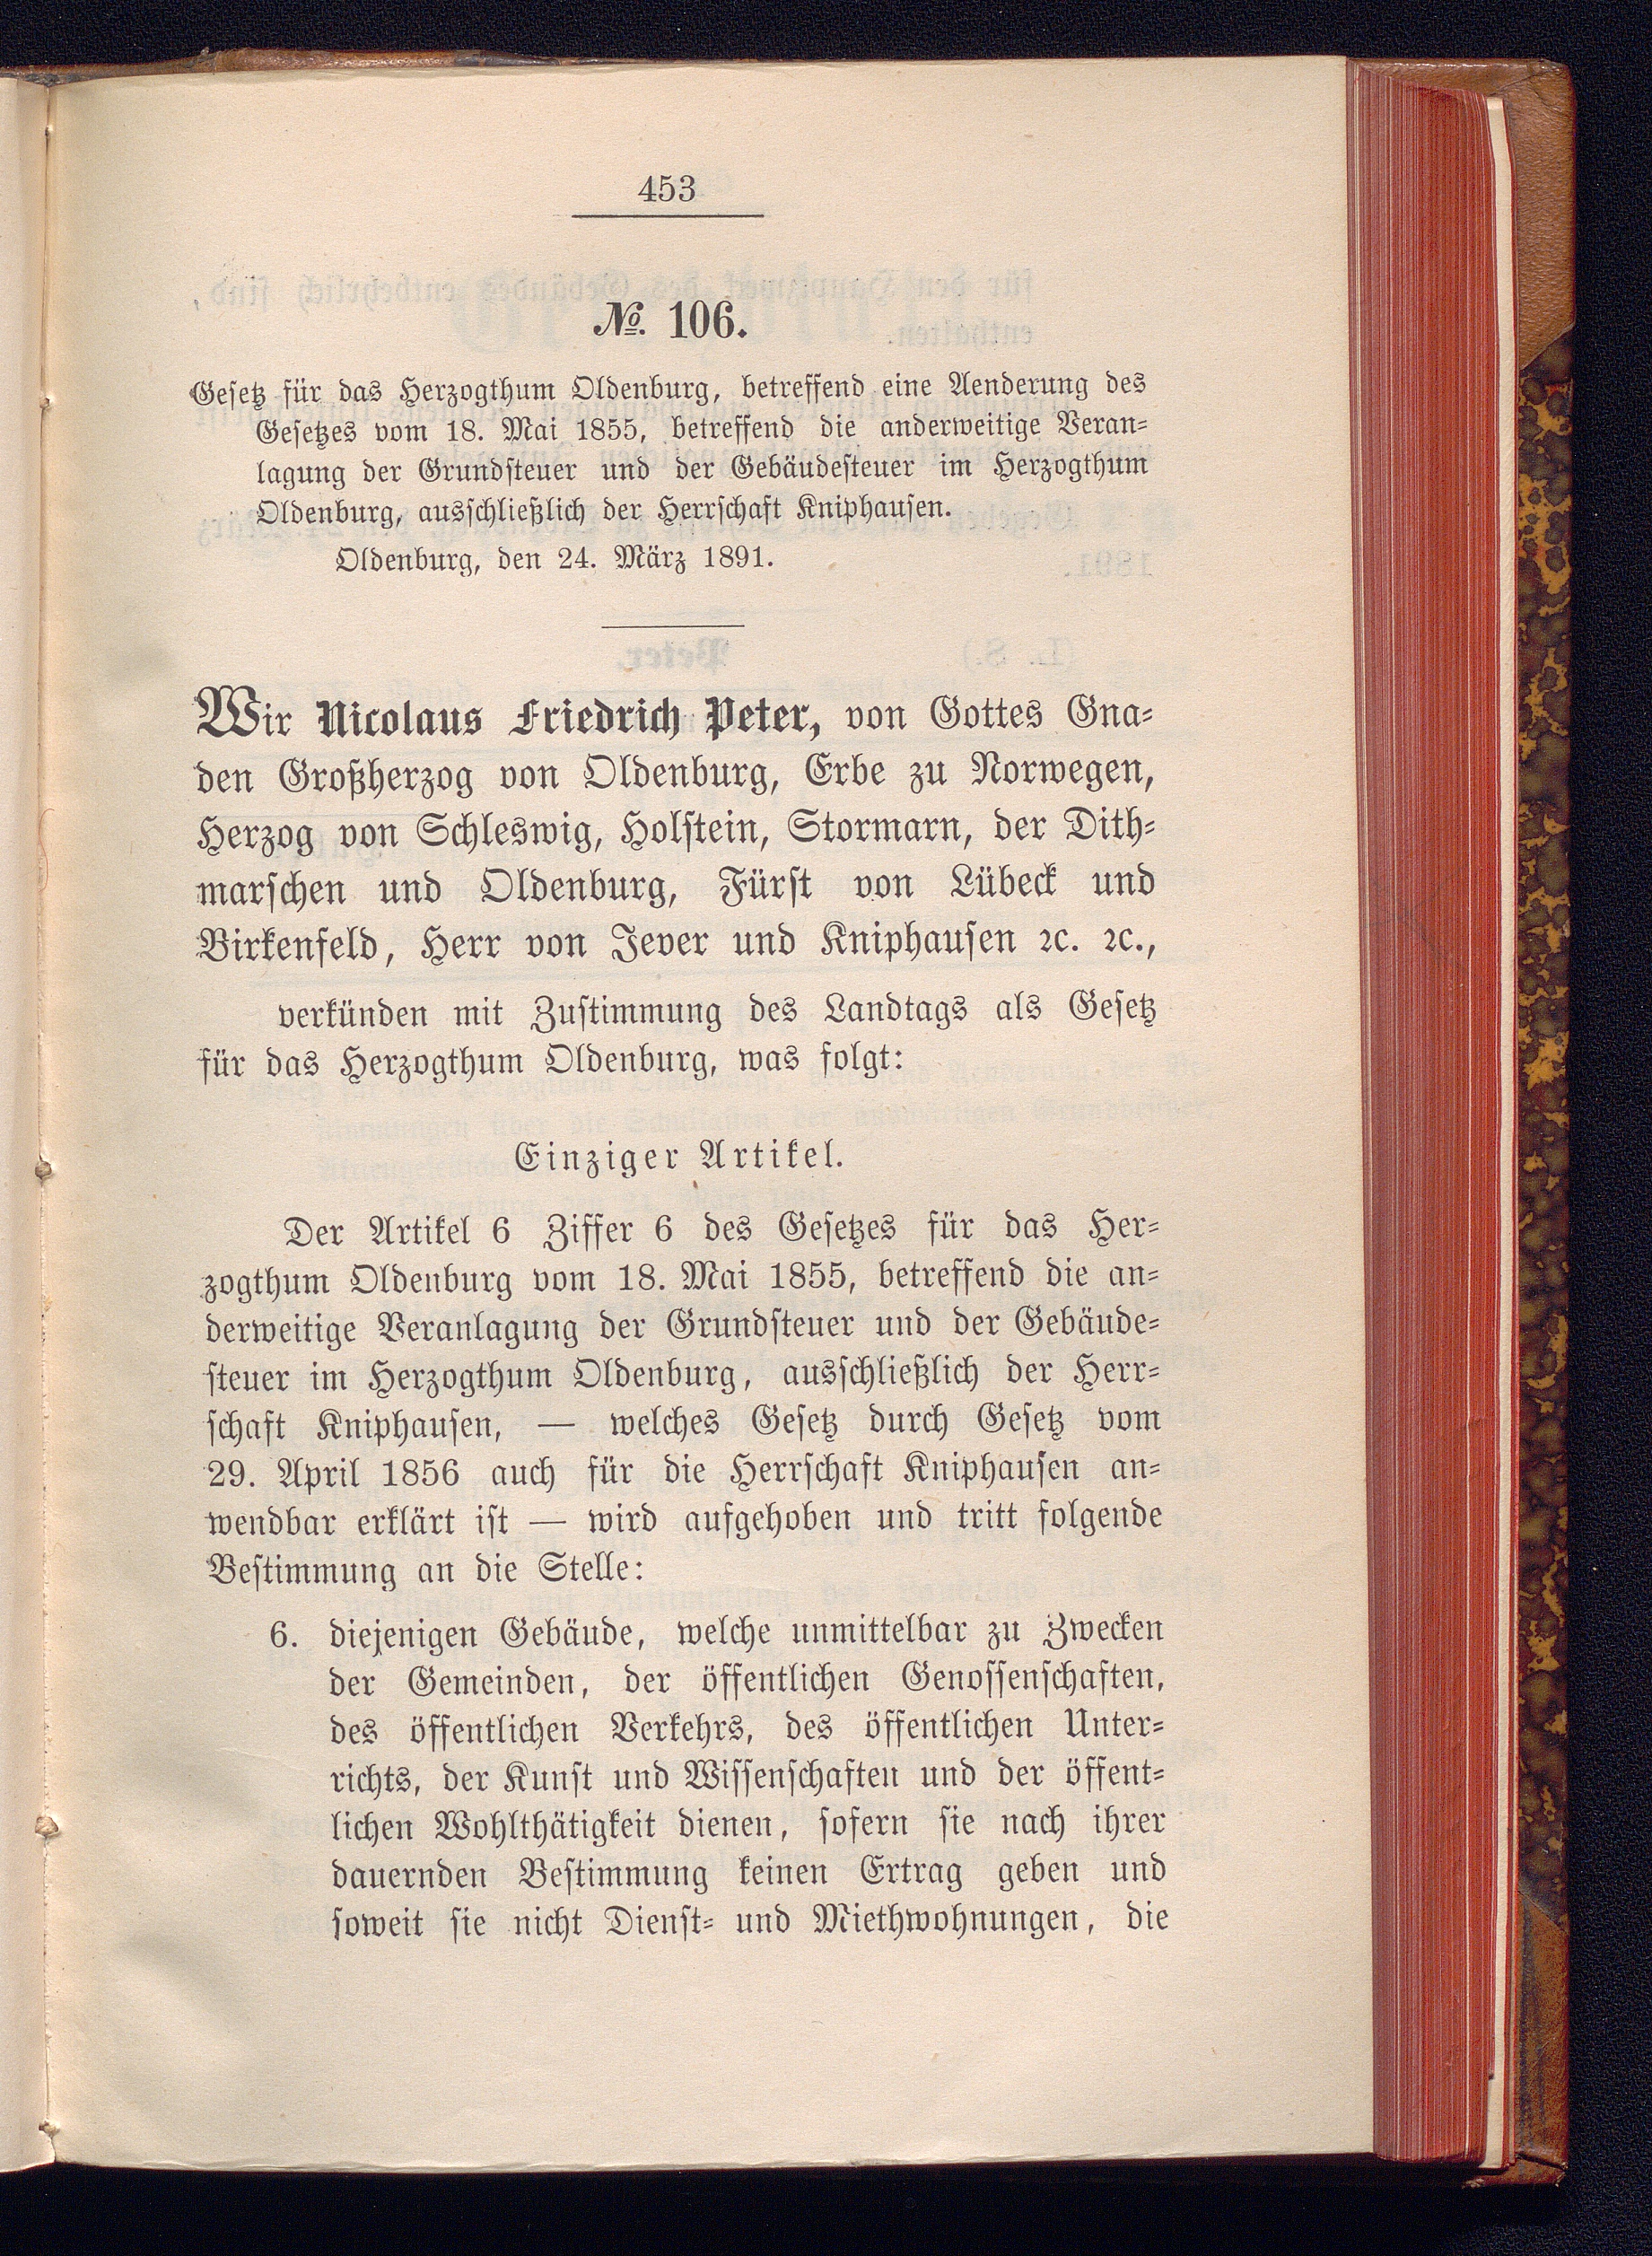 453
№. 106.
Gesetz für das Herzogthum Oldenburg, betreffend eine Aenderung des
Gesetzes vom 18. Mai 1855, betreffend die anderweitige Veran-
lagung der Grundsteuer und der Gebäudesteuer im Herzogthum
Oldenburg, ausschließlich der Herrschaft Kniphausen.
Oldenburg, den 24. März 1891.
Wir Nicolaus Friedrich Peter, von Gottes Gna-
den Großherzog von Oldenburg, Erbe zu Norwegen,
Herzog von Schleswig, Holstein, Stormarn, der Dith-
marschen und Oldenburg, Fürst von Lübeck und
Birkenfeld, Herr von Jever und Kniphausen ꝛc. ꝛc.,
verkünden mit Zustimmung des Landtags als Gesetz
für das Herzogthum Oldenburg, was folgt:
Einziger Artikel.
Der Artikel 6 Ziffer 6 des Gesetzes für das Her-
zogthum Oldenburg vom 18. Mai 1855, betreffend die an-
derweitige Veranlagung der Grundsteuer und der Gebäude-
steuer im Herzogthum Oldenburg, ausschließlich der Herr-
schaft Kniphausen, — welches Gesetz durch Gesetz vom
29. April 1856 auch für die Herrschaft Kniphausen an-
wendbar erklärt ist — wird aufgehoben und tritt folgende
Bestimmung an die Stelle:
6. diejenigen Gebäude, welche unmittelbar zu Zwecken
der Gemeinden, der öffentlichen Genossenschaften,
des öffentlichen Verkehrs, des öffentlichen Unter-
richts, der Kunst und Wissenschaften und der öffent-
lichen Wohlthätigkeit dienen, sofern sie nach ihrer
dauernden Bestimmung keinen Ertrag geben und
soweit sie nicht Dienst- und Miethwohnungen, die